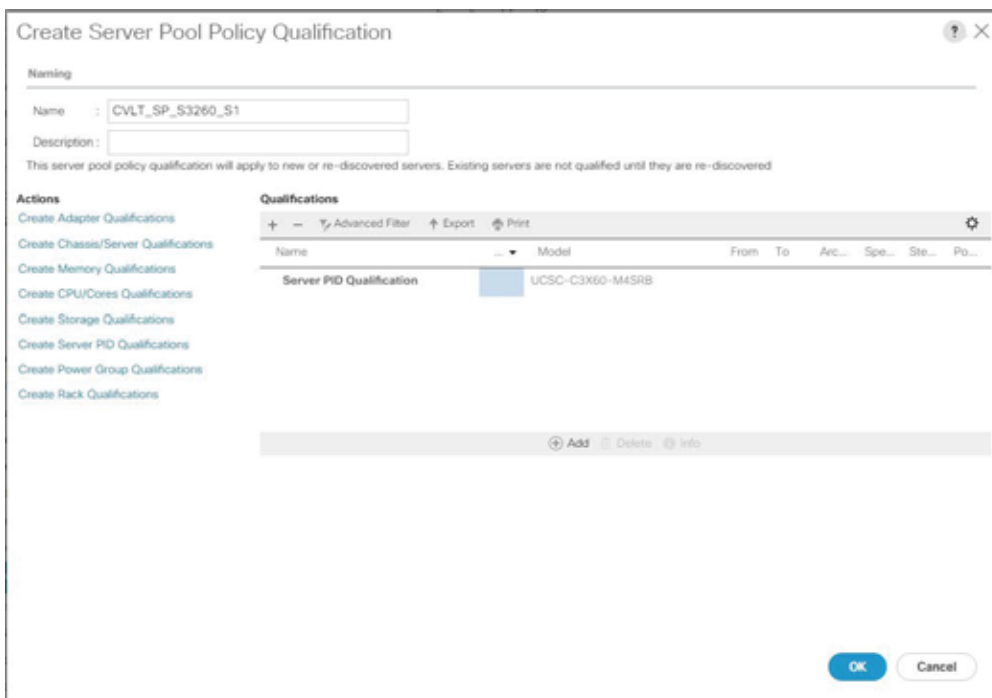 Create Server Pool Policy Qualification
?
Naming
Name : CVLT_SP_S3260_S1
Description :
This server pool policy qualification will apply to new or re-discovered servers. Existing servers are not qualified until they are re-discovered
Actions
Create Adapter Qualifications
Create Chassis/Server Qualifications
Create Memory Qualifications
Create CPU/Cores Qualifications
Create Storage Qualifications
Create Server PID Qualifications
Create Power Group Qualifications
Create Rack Qualifications
Qualifications
+ − Advanced Filter Export Print
Name ... Model From To Arc... Spe... Ste... Po...
Server PID Qualification UCSC-C3X60-M4SRB
Add Delete Info
OK Cancel